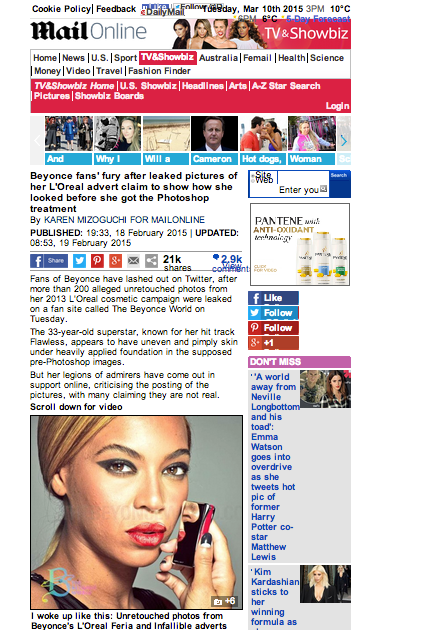 Cookie Policy Feedback
Like
Follow
@DailyMail
Tuesday, Mar 10th 2015 3PM 10°C
6PM 6°C 5-Day Forecast
Mail Online
TV&Showbiz
Home News U.S. Sport TV&Showbiz Australia Femail Health Science
Money Video Travel Fashion Finder
TV&Showbiz Home U.S. Showbiz Headlines Arts A-Z Star Search
Pictures Showbiz Boards
Login
And
Why I
Will a
Cameron
Hot dogs,
Woman
Sc
Beyonce fans' fury after leaked pictures of
her L'Oreal advert claim to show how she
looked before she got the Photoshop
treatment
By KAREN MIZOGUCHI FOR MAILONLINE
PUBLISHED: 19:33, 18 February 2015 | UPDATED:
08:53, 19 February 2015
Share
21k
shares
2.9k
View
comments
Fans of Beyonce have lashed out on Twitter, after
more than 200 alleged unretouched photos from
her 2013 L'Oreal cosmetic campaign were leaked
on a fan site called The Beyonce World on
Tuesday.
The 33-year-old superstar, known for her hit track
Flawless, appears to have uneven and pimply skin
under heavily applied foundation in the supposed
pre-Photoshop images.
But her legions of admirers have come out in
support online, criticising the posting of the
pictures, with many claiming they are not real.
Scroll down for video
+6
I woke up like this: Unretouched photos from
Beyonce's L'Oreal Feria and Infallible adverts
Site
Web
Enter you
Search
PANTENE with
ANTI-OXIDANT
technology
CLICK
FOR VIDEO
Like
Follow
Follow
+1
DON'T MISS
'A world
away from
Neville
Longbottom
and his
toad':
Emma
Watson
goes into
overdrive
as she
tweets hot
pic of
former
Harry
Potter co-
star
Matthew
Lewis
'Kim
Kardashian
sticks to
her
winning
formula as